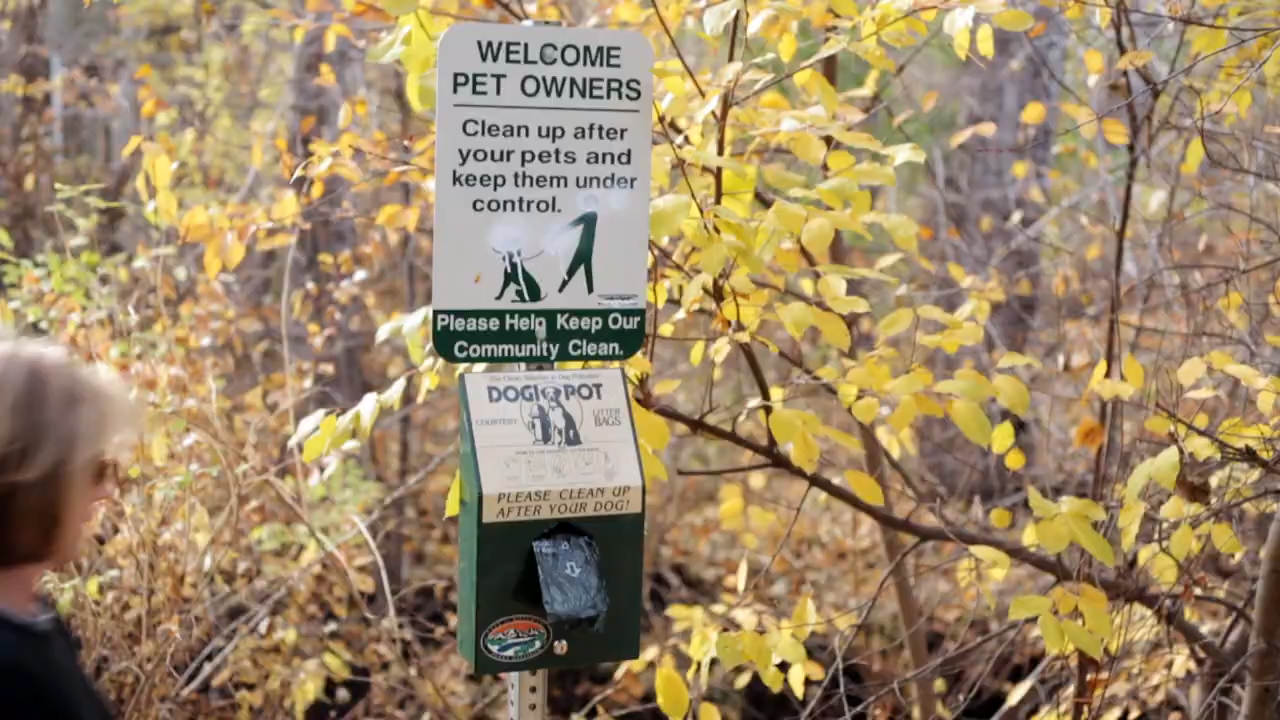 WELCOME
PET OWNERS
Clean up after
your pets and
keep them under
control.
Please Help Keep Our
Community Clean.
DOGIPOT
COURTESY
LITTER
BAGS
PLEASE CLEAN UP
AFTER YOUR DOG!